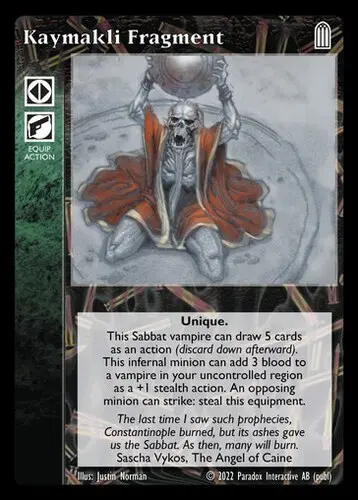 Kaymakli Fragment
EQUIP
ACTION
Unique.
This Sabbat vampire can draw 5 cards
as an action (discard down afterward).
This infernal minion can add 3 blood to
a vampire in your uncontrolled region
as a +1 stealth action. An opposing
minion can strike: steal this equipment.
The last time I saw such prophecies,
Constantinople burned, but its ashes gave
us the Sabbat. As then, many will burn.
Sascha Vykos, The Angel of Caine
Illus: Justin Norman
© 2022 Paradox Interactive AB (publ)